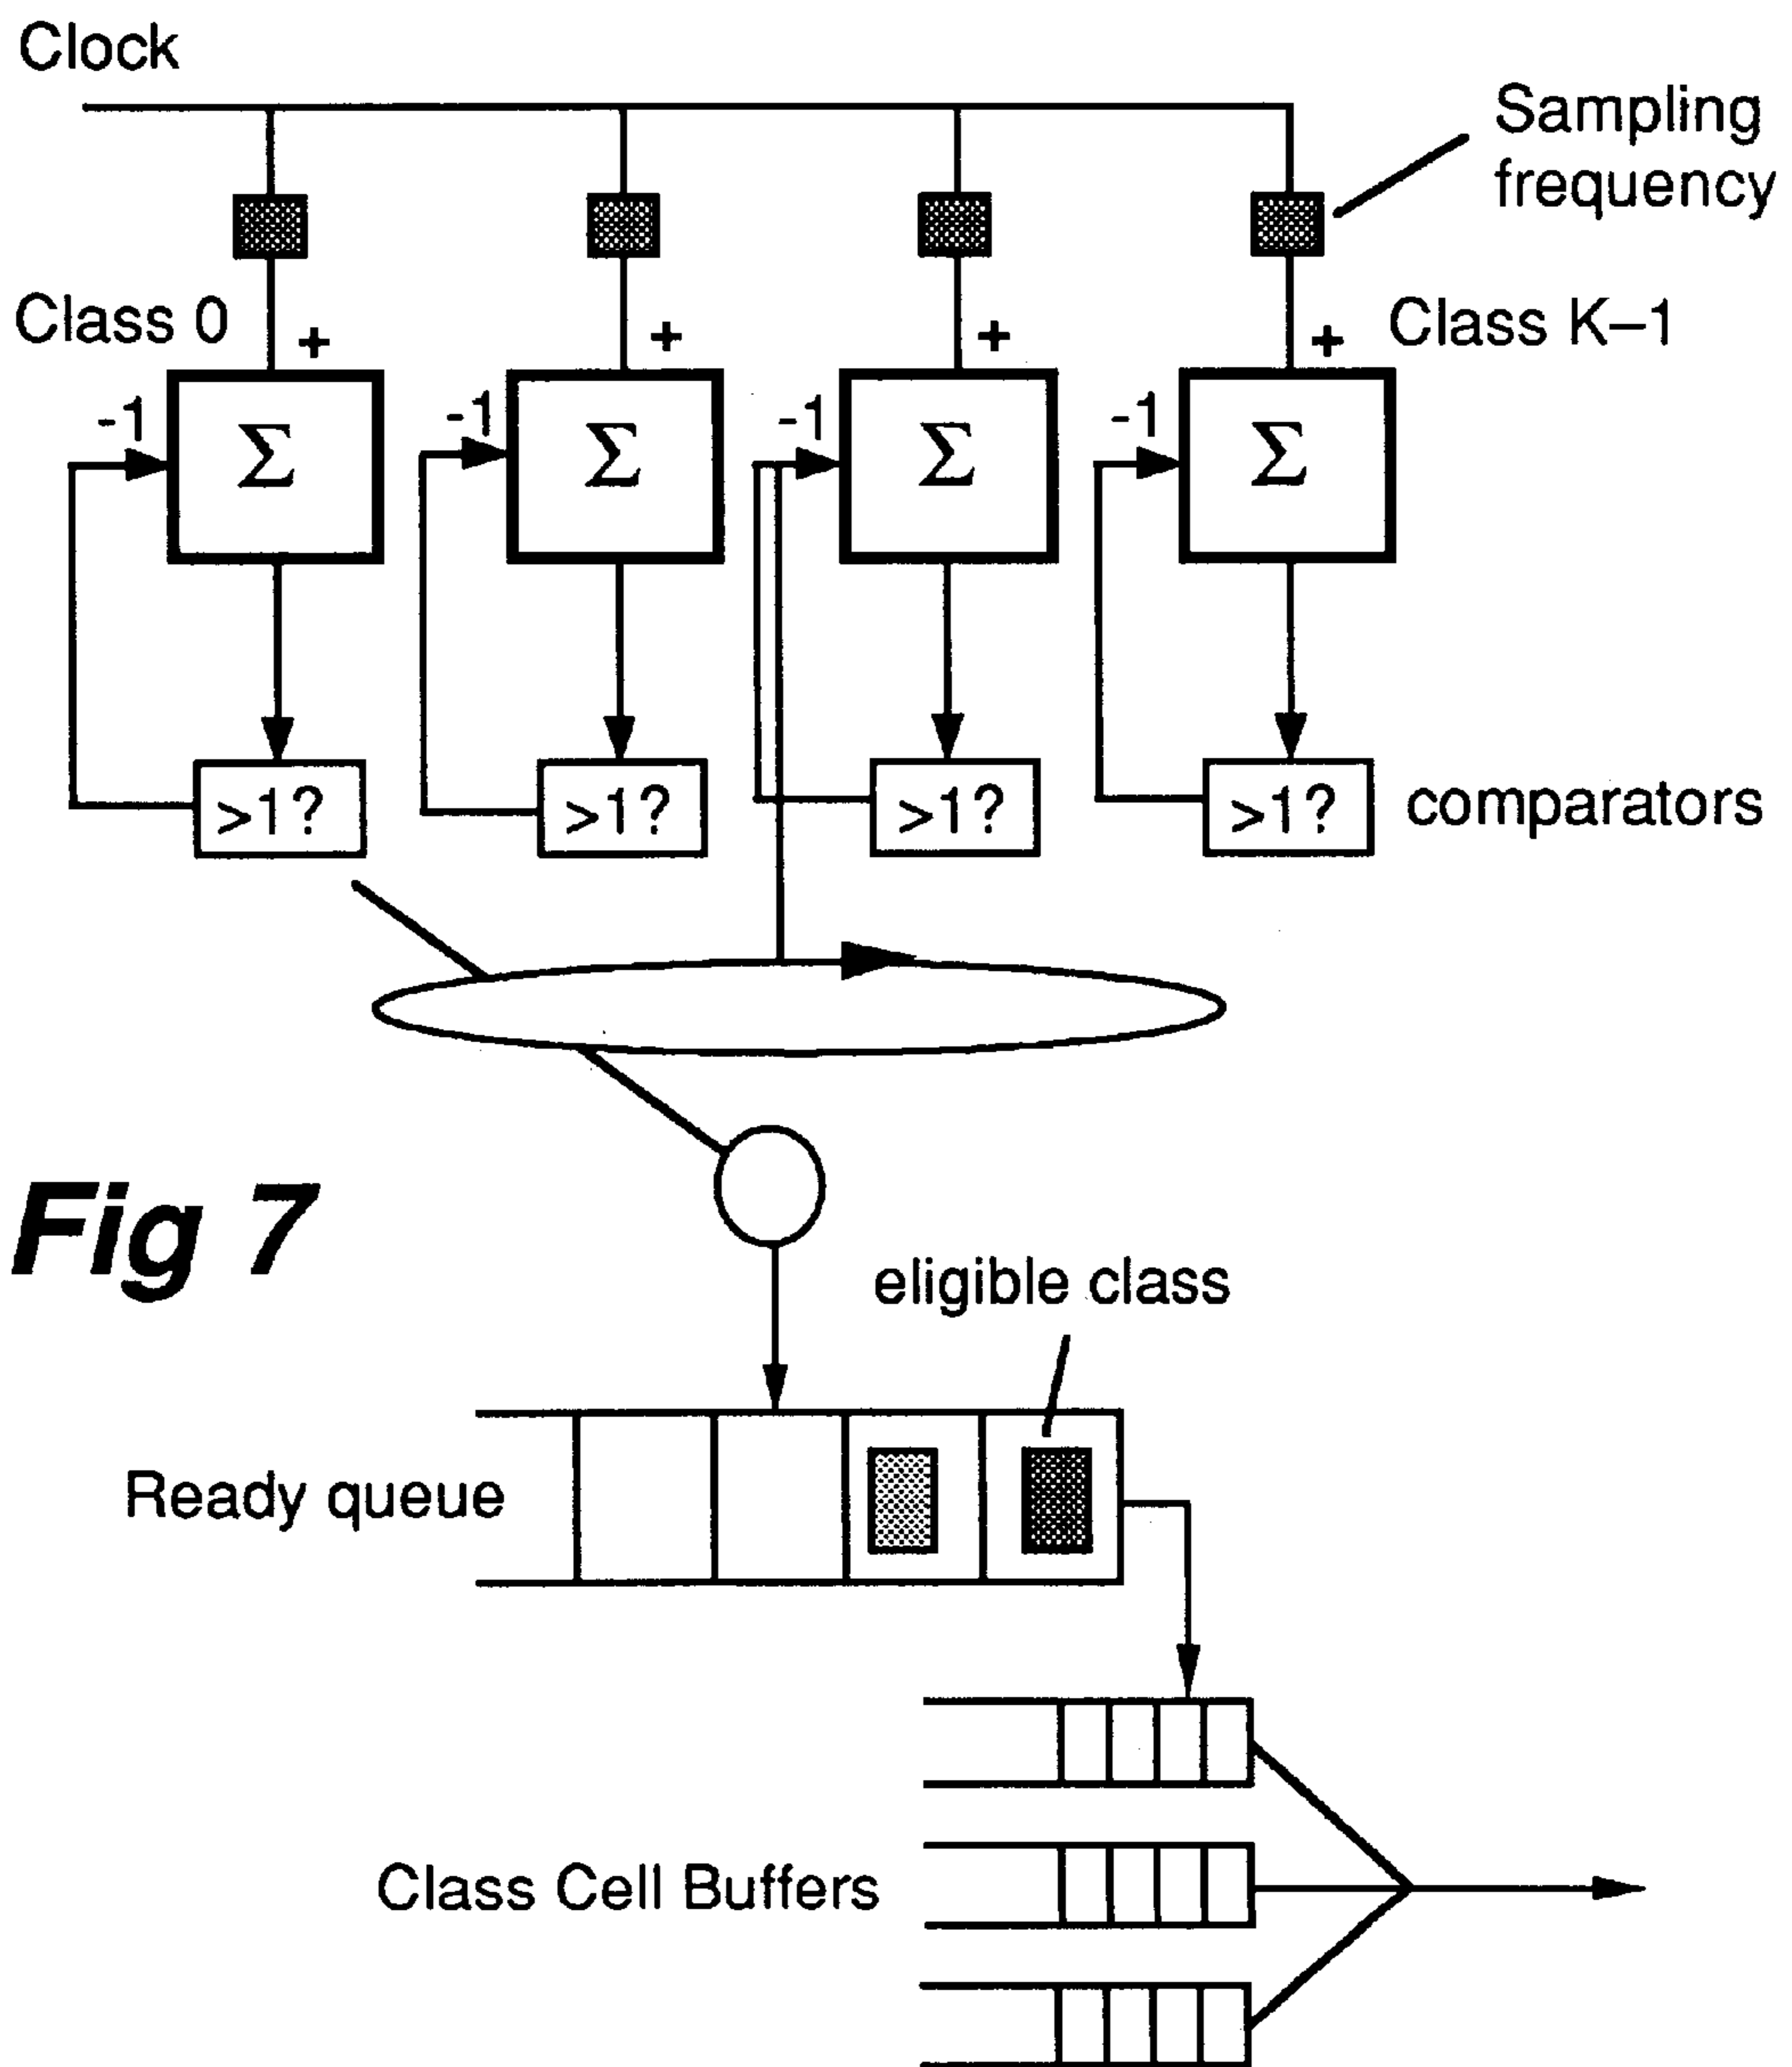 Clock
Sampling
frequency
Class 0
+
+
+
+
Class K–1
-1
-1
-1
-1
Σ
Σ
Σ
Σ
>1?
>1?
>1?
>1?
comparators
Fig 7
eligible class
Ready queue
Class Cell Buffers